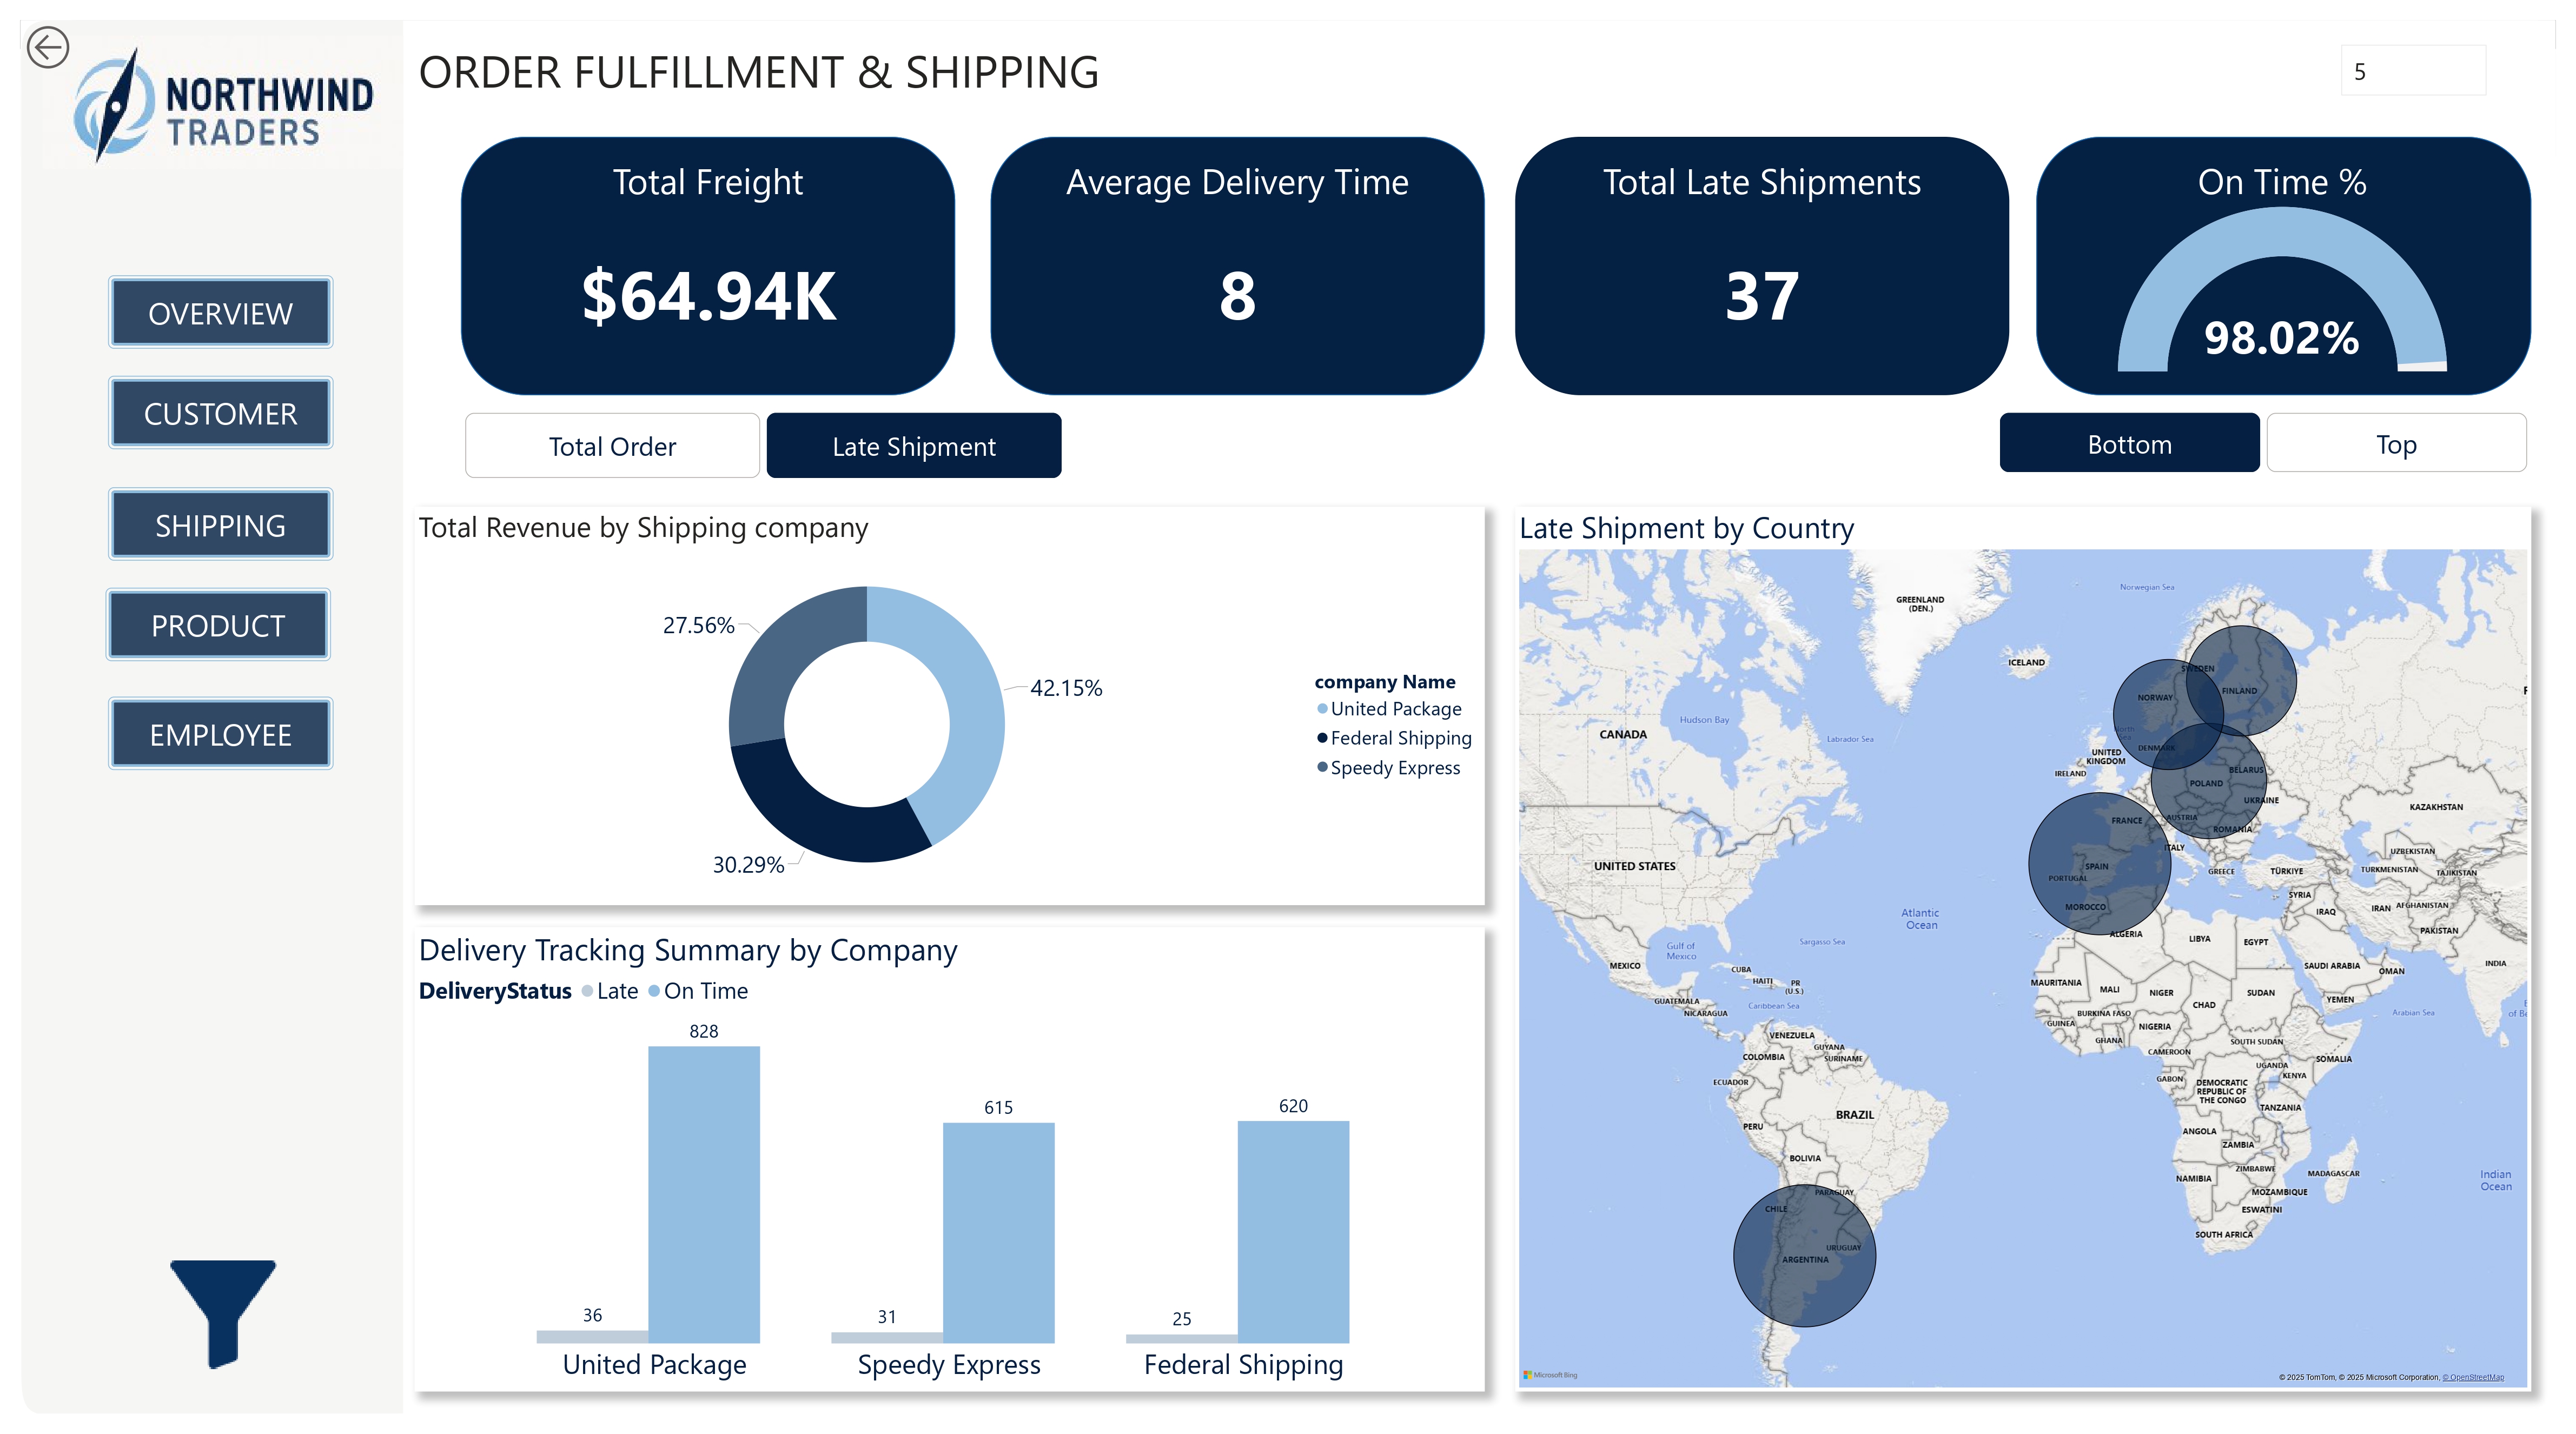 NORTHWIND
TRADERS
ORDER FULFILLMENT & SHIPPING
5
OVERVIEW
CUSTOMER
SHIPPING
PRODUCT
EMPLOYEE
Total Freight
$64.94K
Average Delivery Time
8
Total Late Shipments
37
On Time %
98.02%
Total Order
Late Shipment
Bottom
Top
Total Revenue by Shipping company
27.56%
42.15%
30.29%
company Name
United Package
Federal Shipping
Speedy Express
Delivery Tracking Summary by Company
DeliveryStatus Late On Time
828
615
620
36
31
25
United Package
Speedy Express
Federal Shipping
Late Shipment by Country
Norwegian Sea
GREENLAND
(DEN.)
ICELAND
SWEDEN
FINLAND
NORWAY
Hudson Bay
CANADA
Labrador Sea
North
Sea
DENMARK
UNITED
KINGDOM
IRELAND
BELARUS
POLAND
UKRAINE
KAZAKHSTAN
FRANCE
AUSTRIA
ROMANIA
ITALY
UZBEKISTAN
UNITED STATES
SPAIN
PORTUGAL
GREECE
TÜRKIYE
TURKMENISTAN
TAJIKISTAN
SYRIA
MOROCCO
IRAQ
IRAN
AFGHANISTAN
Atlantic
Ocean
ALGERIA
LIBYA
EGYPT
PAKISTAN
Gulf of
Mexico
Sargasso Sea
MEXICO
CUBA
SAUDI ARABIA
OMAN
INDIA
HAITI
PR
(U.S.)
MAURITANIA
MALI
NIGER
CHAD
SUDAN
YEMEN
GUATEMALA
NICARAGUA
Caribbean Sea
BURKINA FASO
GUINEA
NIGERIA
Arabian Sea
of Be
VENEZUELA
GUYANA
SURINAME
GHANA
SOUTH SUDAN
COLOMBIA
CAMEROON
SOMALIA
ECUADOR
UGANDA
KENYA
GABON
DEMOCRATIC
REPUBLIC OF
THE CONGO
TANZANIA
BRAZIL
PERU
ANGOLA
ZAMBIA
BOLIVIA
ZIMBABWE
MADAGASCAR
NAMIBIA
MOZAMBIQUE
Indian
Ocean
PARAGUAY
CHILE
ESWATINI
SOUTH AFRICA
URUGUAY
ARGENTINA
Microsoft Bing
© 2025 TomTom, © 2025 Microsoft Corporation, © OpenStreetMap